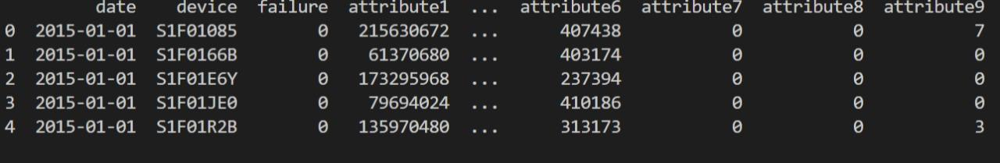 date device failure attribute1 ... attribute6 attribute7 attribute8 attribute9
0 2015-01-01 S1F01085 0 215630672 ... 407438 0 0 7
1 2015-01-01 S1F0166B 0 61370680 ... 403174 0 0 0
2 2015-01-01 S1F01E6Y 0 173295968 ... 237394 0 0 0
3 2015-01-01 S1F01JE0 0 79694024 ... 410186 0 0 0
4 2015-01-01 S1F01R2B 0 135970480 ... 313173 0 0 3